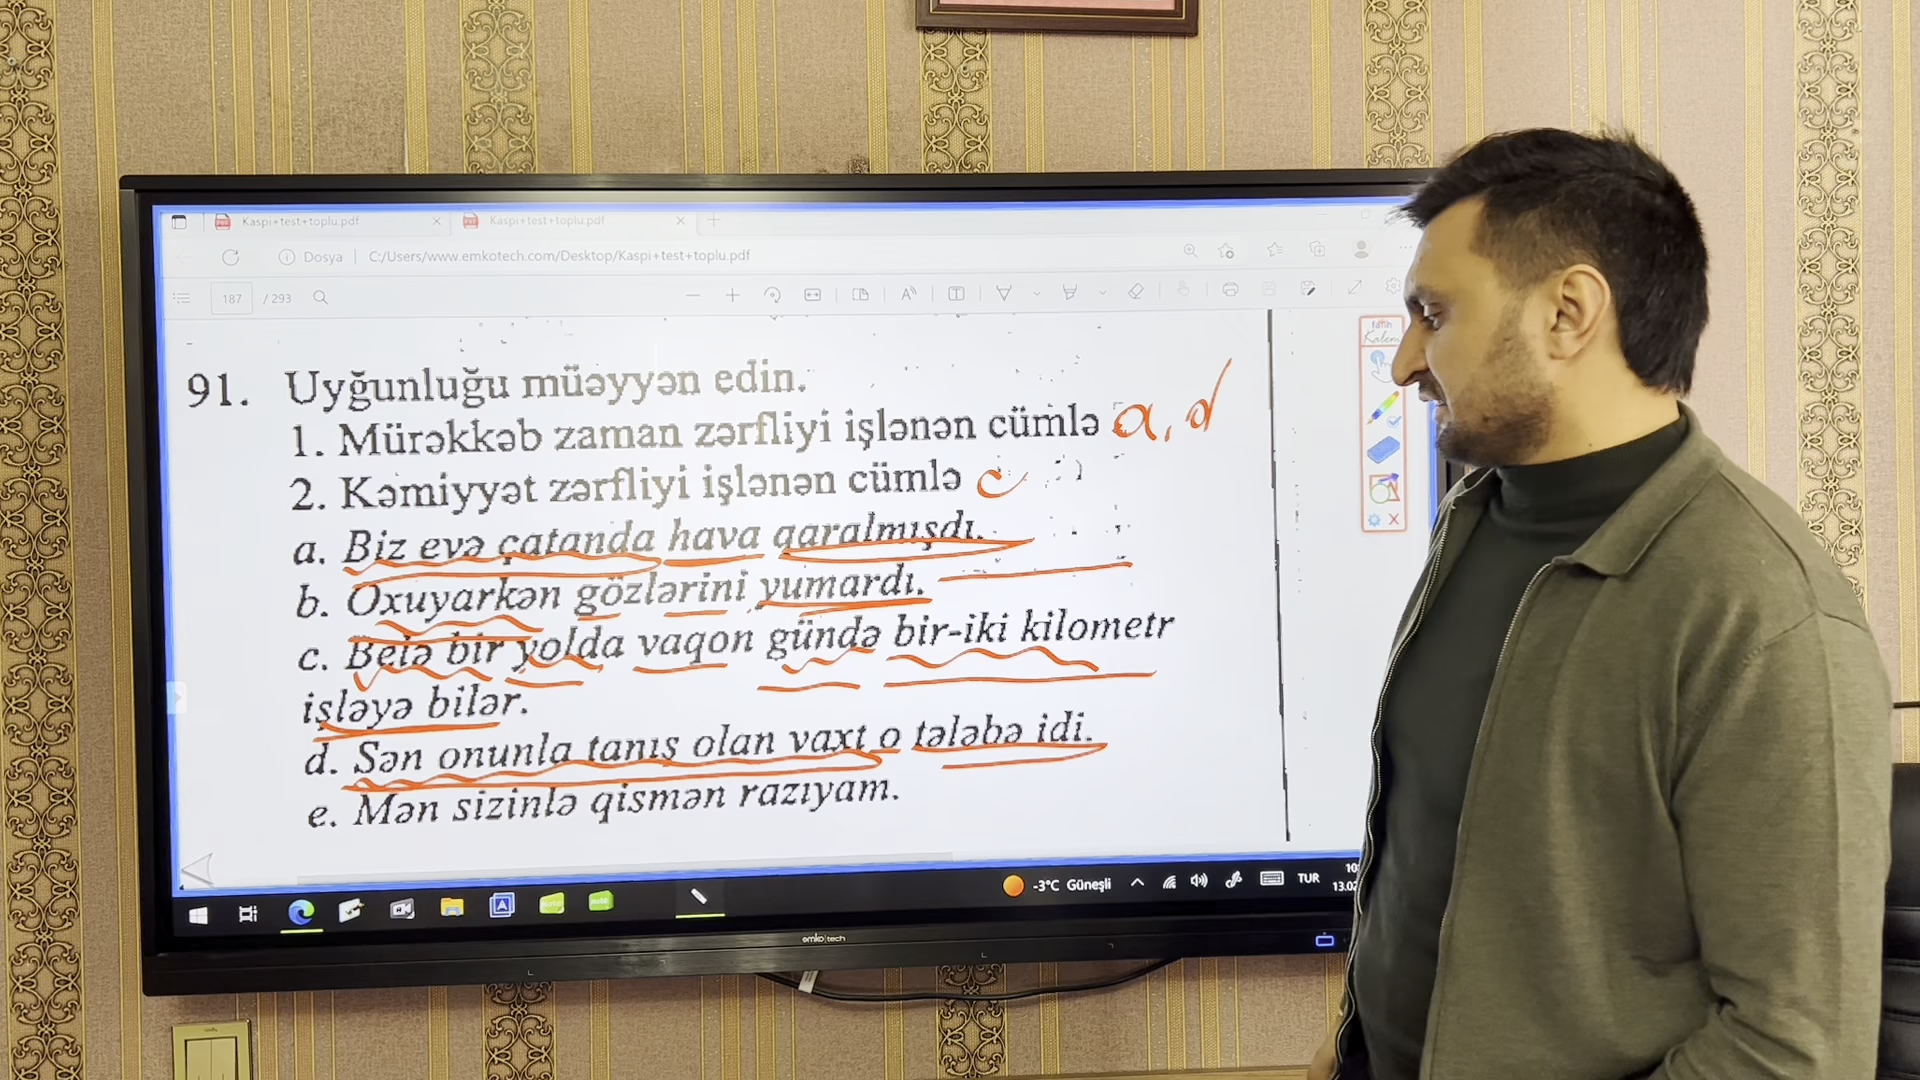 Kaspi+test+toplu.pdf
Kaspi+test+toplu.pdf
Dosya
C:/Users/www.emkotech.com/Desktop/Kaspi+test+toplu.pdf
187 / 293
91. Uyğunluğu müəyyən edin.
1. Mürəkkəb zaman zərfliyi işlənən cümlə a, d
2. Kəmiyyət zərfliyi işlənən cümlə c
a. Biz evə çatanda hava qaralmışdı.
b. Oxuyarkən gözlərini yumardı.
c. Belə bir yolda vaqon gündə bir-iki kilometr
işləyə bilər.
d. Sən onunla tanış olan vaxt o tələbə idi.
e. Mən sizinlə qismən razıyam.
fatih
Kalem
-3°C Güneşli
TUR
emko|tech